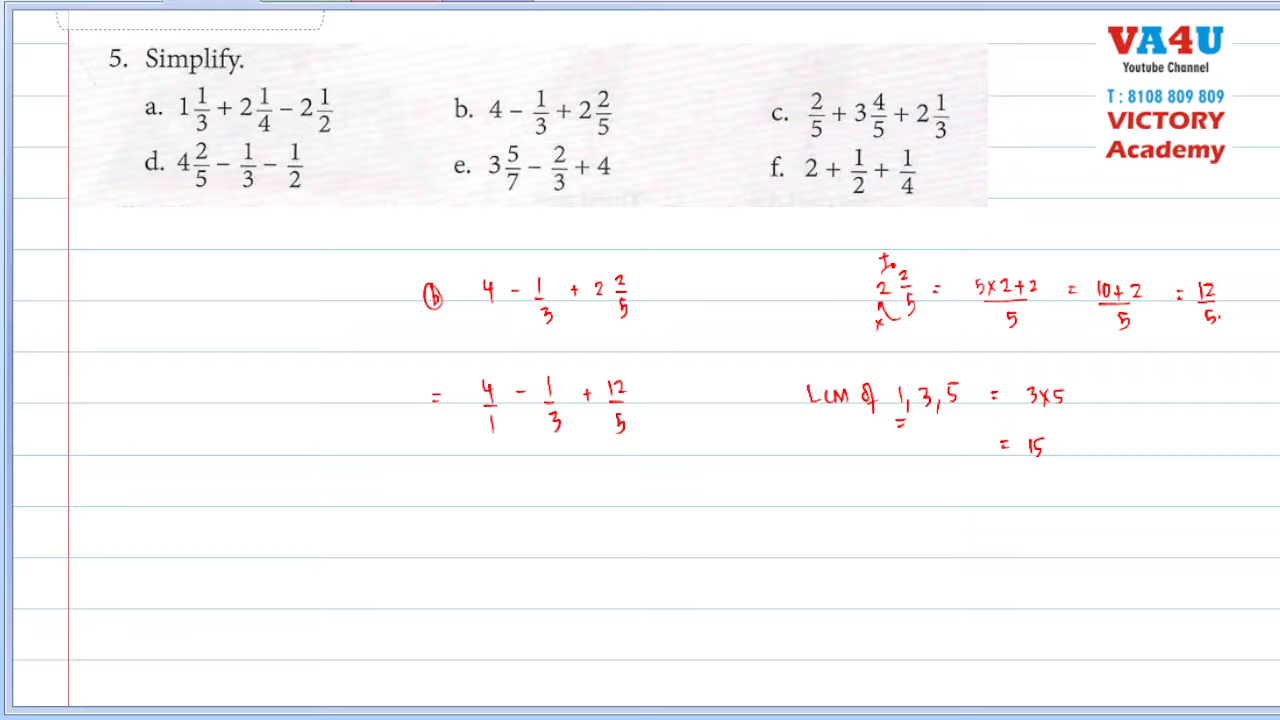 5. Simplify.
a. 1 1/3 + 2 1/4 – 2 1/2
b. 4 – 1/3 + 2 2/5
c. 2/5 + 3 4/5 + 2 1/3
d. 4 2/5 – 1/3 – 1/2
e. 3 5/7 – 2/3 + 4
f. 2 + 1/2 + 1/4
VA4U
Youtube Channel
T : 8108 809 809
VICTORY
Academy
(b) 4 - 1/3 + 2 2/5
+ 2 2/5 x = 5x2+2/5 = 10+2/5 = 12/5.
= 4/1 - 1/3 + 12/5
LCM of 1, 3, 5 = 3x5
= 15